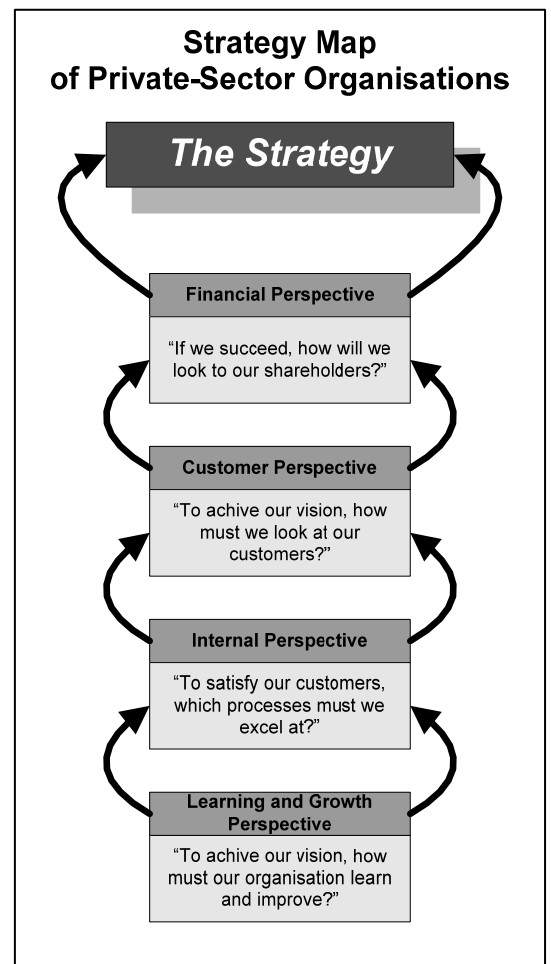 Strategy Map
of Private-Sector Organisations
The Strategy
Financial Perspective
“If we succeed, how will we
look to our shareholders?”
Customer Perspective
“To achive our vision, how
must we look at our
customers?”
Internal Perspective
“To satisfy our customers,
which processes must we
excel at?”
Learning and Growth
Perspective
“To achive our vision, how
must our organisation learn
and improve?”